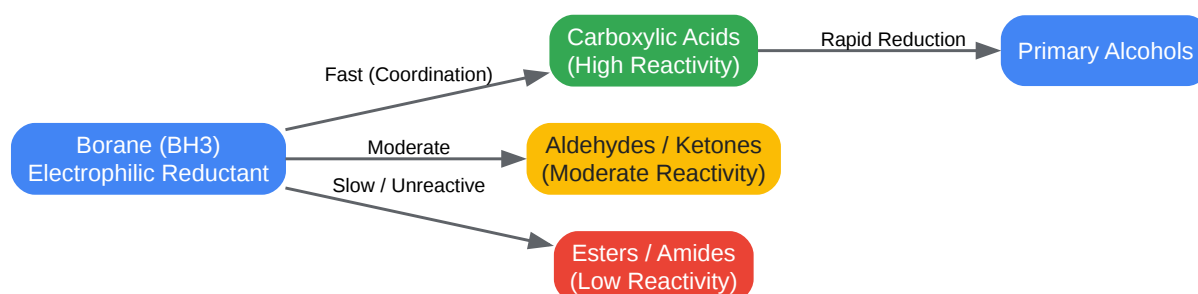 Carboxylic Acids
(High Reactivity)
Rapid Reduction
Primary Alcohols
Fast (Coordination)
Borane (BH3)
Electrophilic Reductant
Moderate
Aldehydes / Ketones
(Moderate Reactivity)
Slow / Unreactive
Esters / Amides
(Low Reactivity)